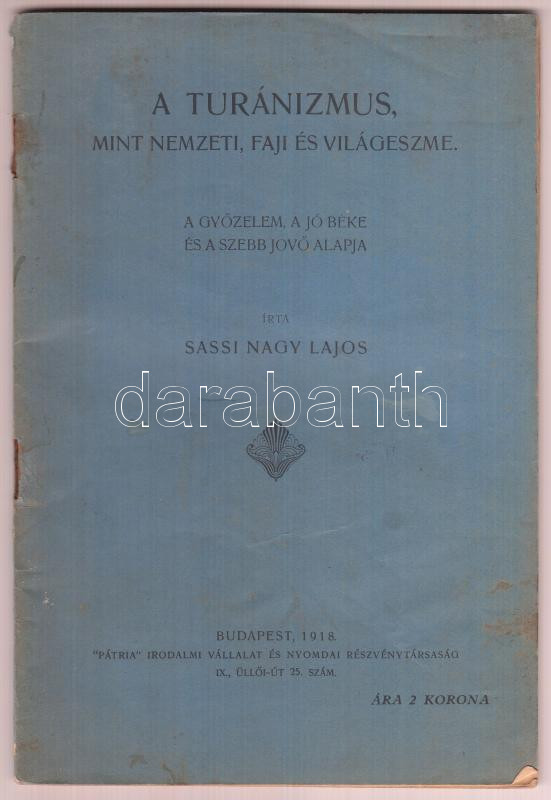 A TURÁNIZMUS,
MINT NEMZETI, FAJI ÉS VILÁGESZME.
A GYŐZELEM, A JÓ BÉKE
ÉS A SZEBB JOVŐ ALAPJA
ÍRTA
SASSI NAGY LAJOS
darabanth
BUDAPEST, 1918.
"PÁTRIA" IRODALMI VÁLLALAT ÉS NYOMDAI RÉSZVÉNYTÁRSASÁG
IX., ÜLLŐI-ÚT 25. SZÁM.
ÁRA 2 KORONA